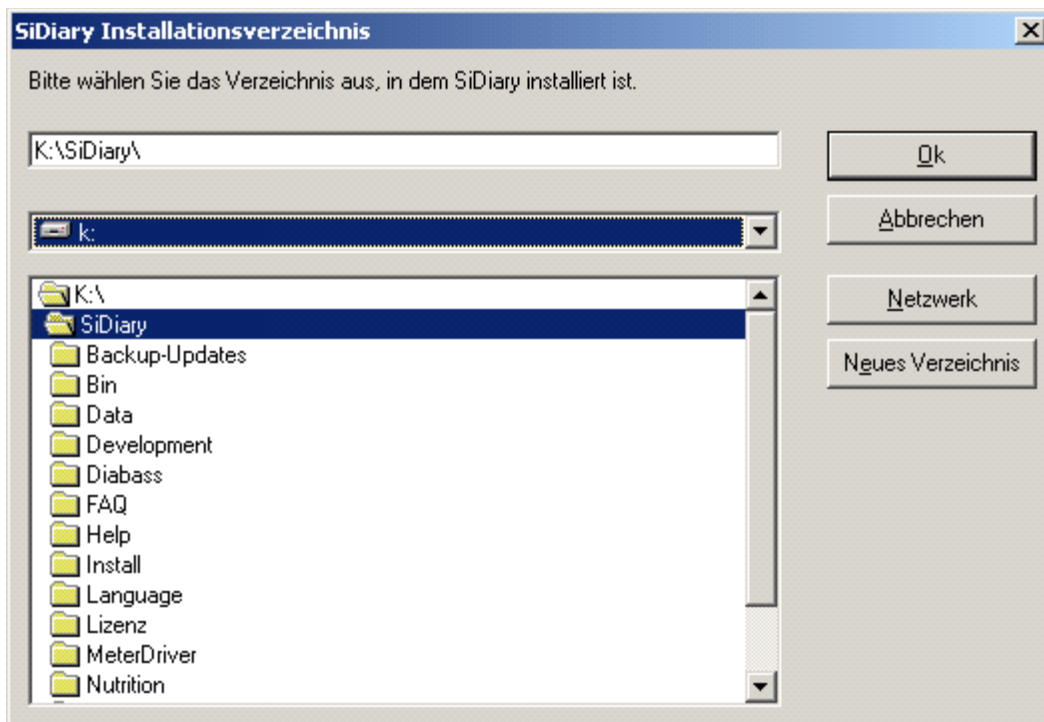 SiDiary Installationsverzeichnis
Bitte wählen Sie das Verzeichnis aus, in dem SiDiary installiert ist.
K:\SiDiary\
Ok
k:
Abbrechen
K:\
Netzwerk
SiDiary
Backup-Updates
Neues Verzeichnis
Bin
Data
Development
Diabass
FAQ
Help
Install
Language
Lizenz
MeterDriver
Nutrition